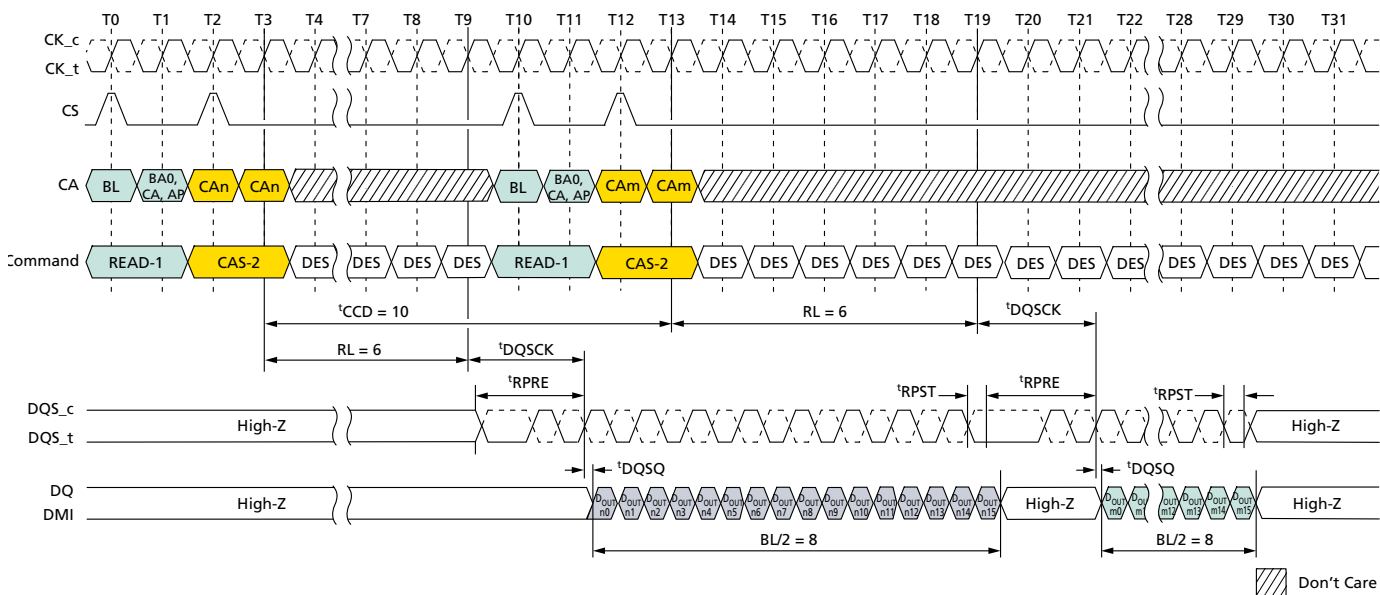 T0 T1 T2 T3 T4 T7 T8 T9 T10 T11 T12 T13 T14 T15 T16 T17 T18 T19 T20 T21 T22 T28 T29 T30 T31
CK_c
CK_t
CS
CA BL BA0, CA, AP CAn CAn BL BA0, CA, AP CAm CAm
Command READ-1 CAS-2 DES DES DES DES READ-1 CAS-2 DES DES DES DES DES DES DES DES DES DES DES DES DES
tCCD = 10 RL = 6 tDQSCK
RL = 6 tDQSCK
tRPRE tRPST tRPRE tRPST
DQS_c
DQS_t
High-Z High-Z
tDQSQ tDQSQ
DQ
DMI
High-Z DOUT n0 DOUT n1 DOUT n2 DOUT n3 DOUT n4 DOUT n5 DOUT n6 DOUT n7 DOUT n8 DOUT n9 DOUT n10 DOUT n11 DOUT n12 DOUT n13 DOUT n14 DOUT n15 High-Z DOUT m0 DOUT m12 DOUT m13 DOUT m14 DOUT m15 High-Z
BL/2 = 8 BL/2 = 8
Don't Care